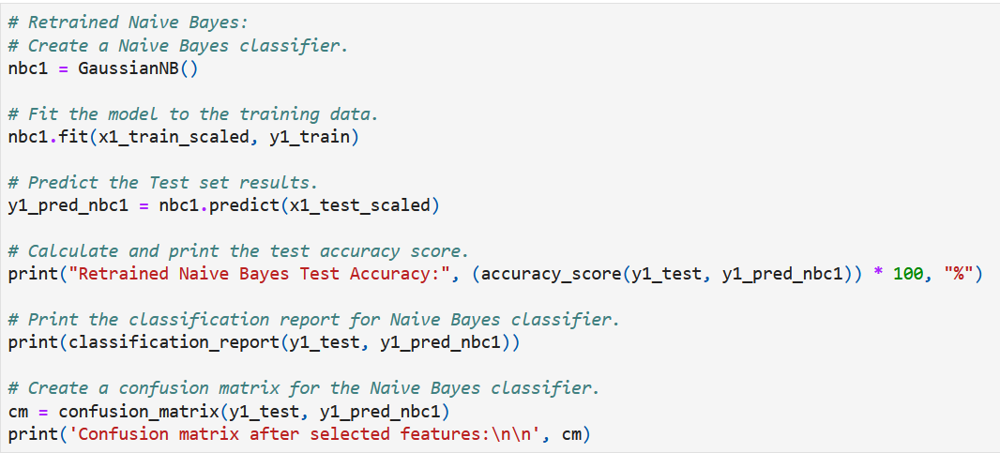 # Retrained Naive Bayes:
# Create a Naive Bayes classifier.
nbc1 = GaussianNB()
# Fit the model to the training data.
nbc1.fit(x1_train_scaled, y1_train)
# Predict the Test set results.
y1_pred_nbc1 = nbc1.predict(x1_test_scaled)
# Calculate and print the test accuracy score.
print("Retrained Naive Bayes Test Accuracy:", (accuracy_score(y1_test, y1_pred_nbc1)) * 100, "%")
# Print the classification report for Naive Bayes classifier.
print(classification_report(y1_test, y1_pred_nbc1))
# Create a confusion matrix for the Naive Bayes classifier.
cm = confusion_matrix(y1_test, y1_pred_nbc1)
print('Confusion matrix after selected features:\n\n', cm)